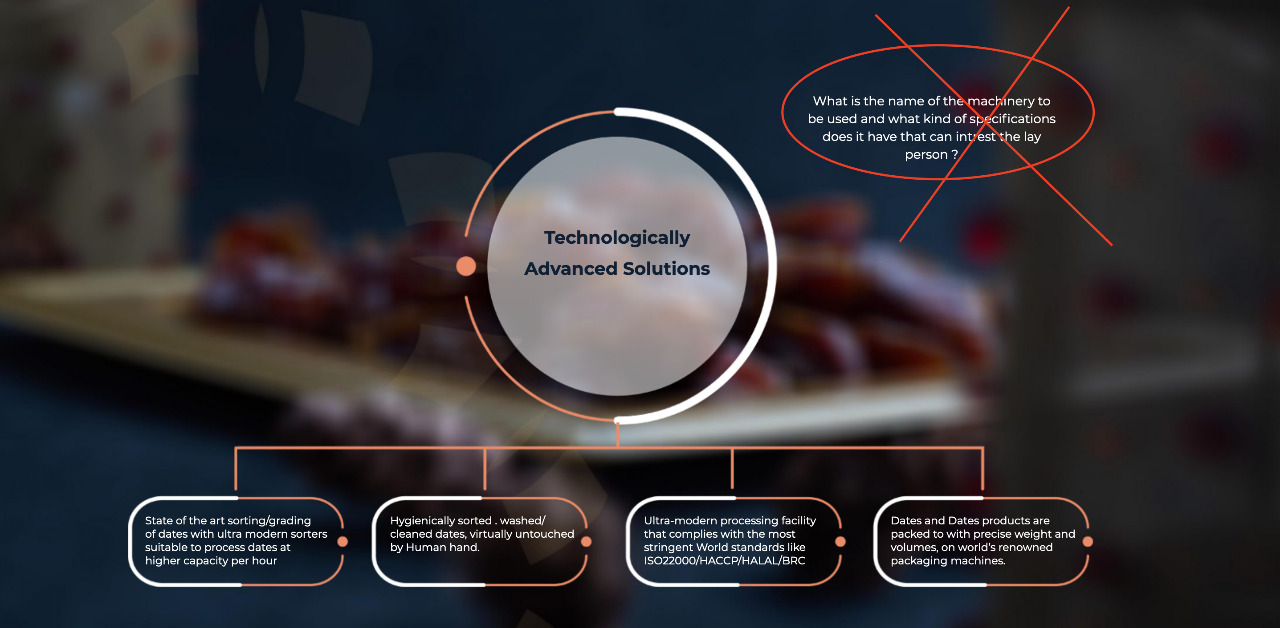 What is the name of the machinery to
be used and what kind of specifications
does it have that can intrest the lay
person ?
Technologically
Advanced Solutions
State of the art sorting/grading
of dates with ultra modern sorters
suitable to process dates at
higher capacity per hour
Hygienically sorted . washed/
cleaned dates, virtually untouched
by Human hand.
Ultra-modern processing facility
that complies with the most
stringent World standards like
ISO22000/HACCP/HALAL/BRC
Dates and Dates products are
packed to with precise weight and
volumes, on world's renowned
packaging machines.